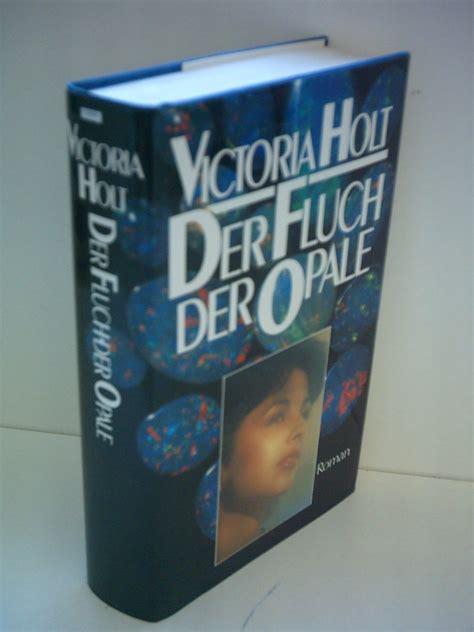 VICTORIA HOLT
DER FLUCH
DER OPALE
Roman
VICTORIA
HOLT
DER FLUCH DER OPALE